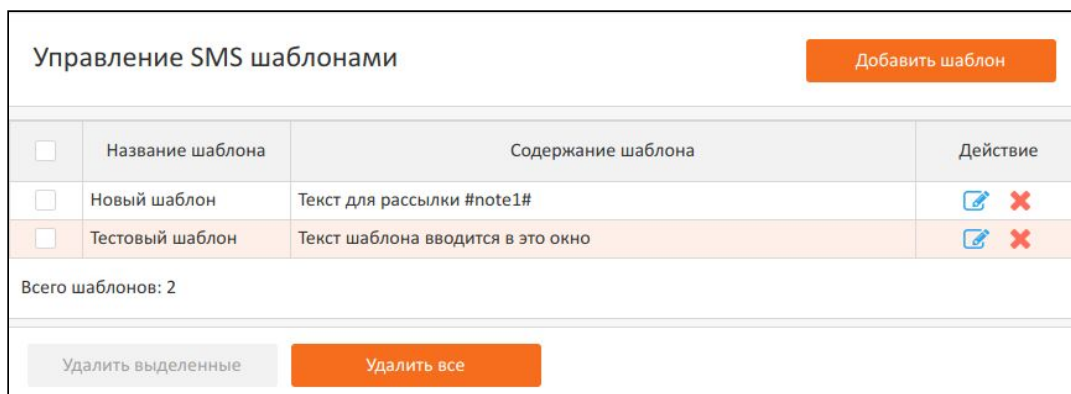 Управление SMS шаблонами
Добавить шаблон
Название шаблона Содержание шаблона Действие
Новый шаблон Текст для рассылки #note1#
Тестовый шаблон Текст шаблона вводится в это окно
Всего шаблонов: 2
Удалить выделенные Удалить все